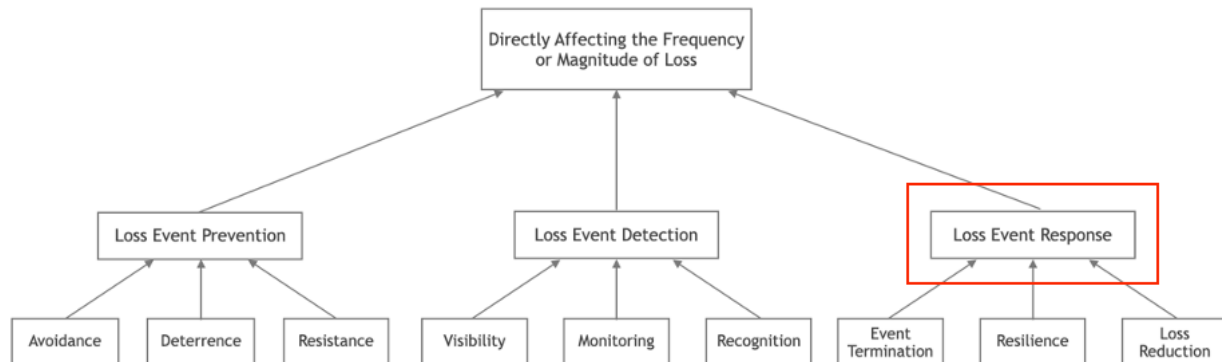 Directly Affecting the Frequency
or Magnitude of Loss
Loss Event Prevention
Loss Event Detection
Loss Event Response
Avoidance
Deterrence
Resistance
Visibility
Monitoring
Recognition
Event
Termination
Resilience
Loss
Reduction